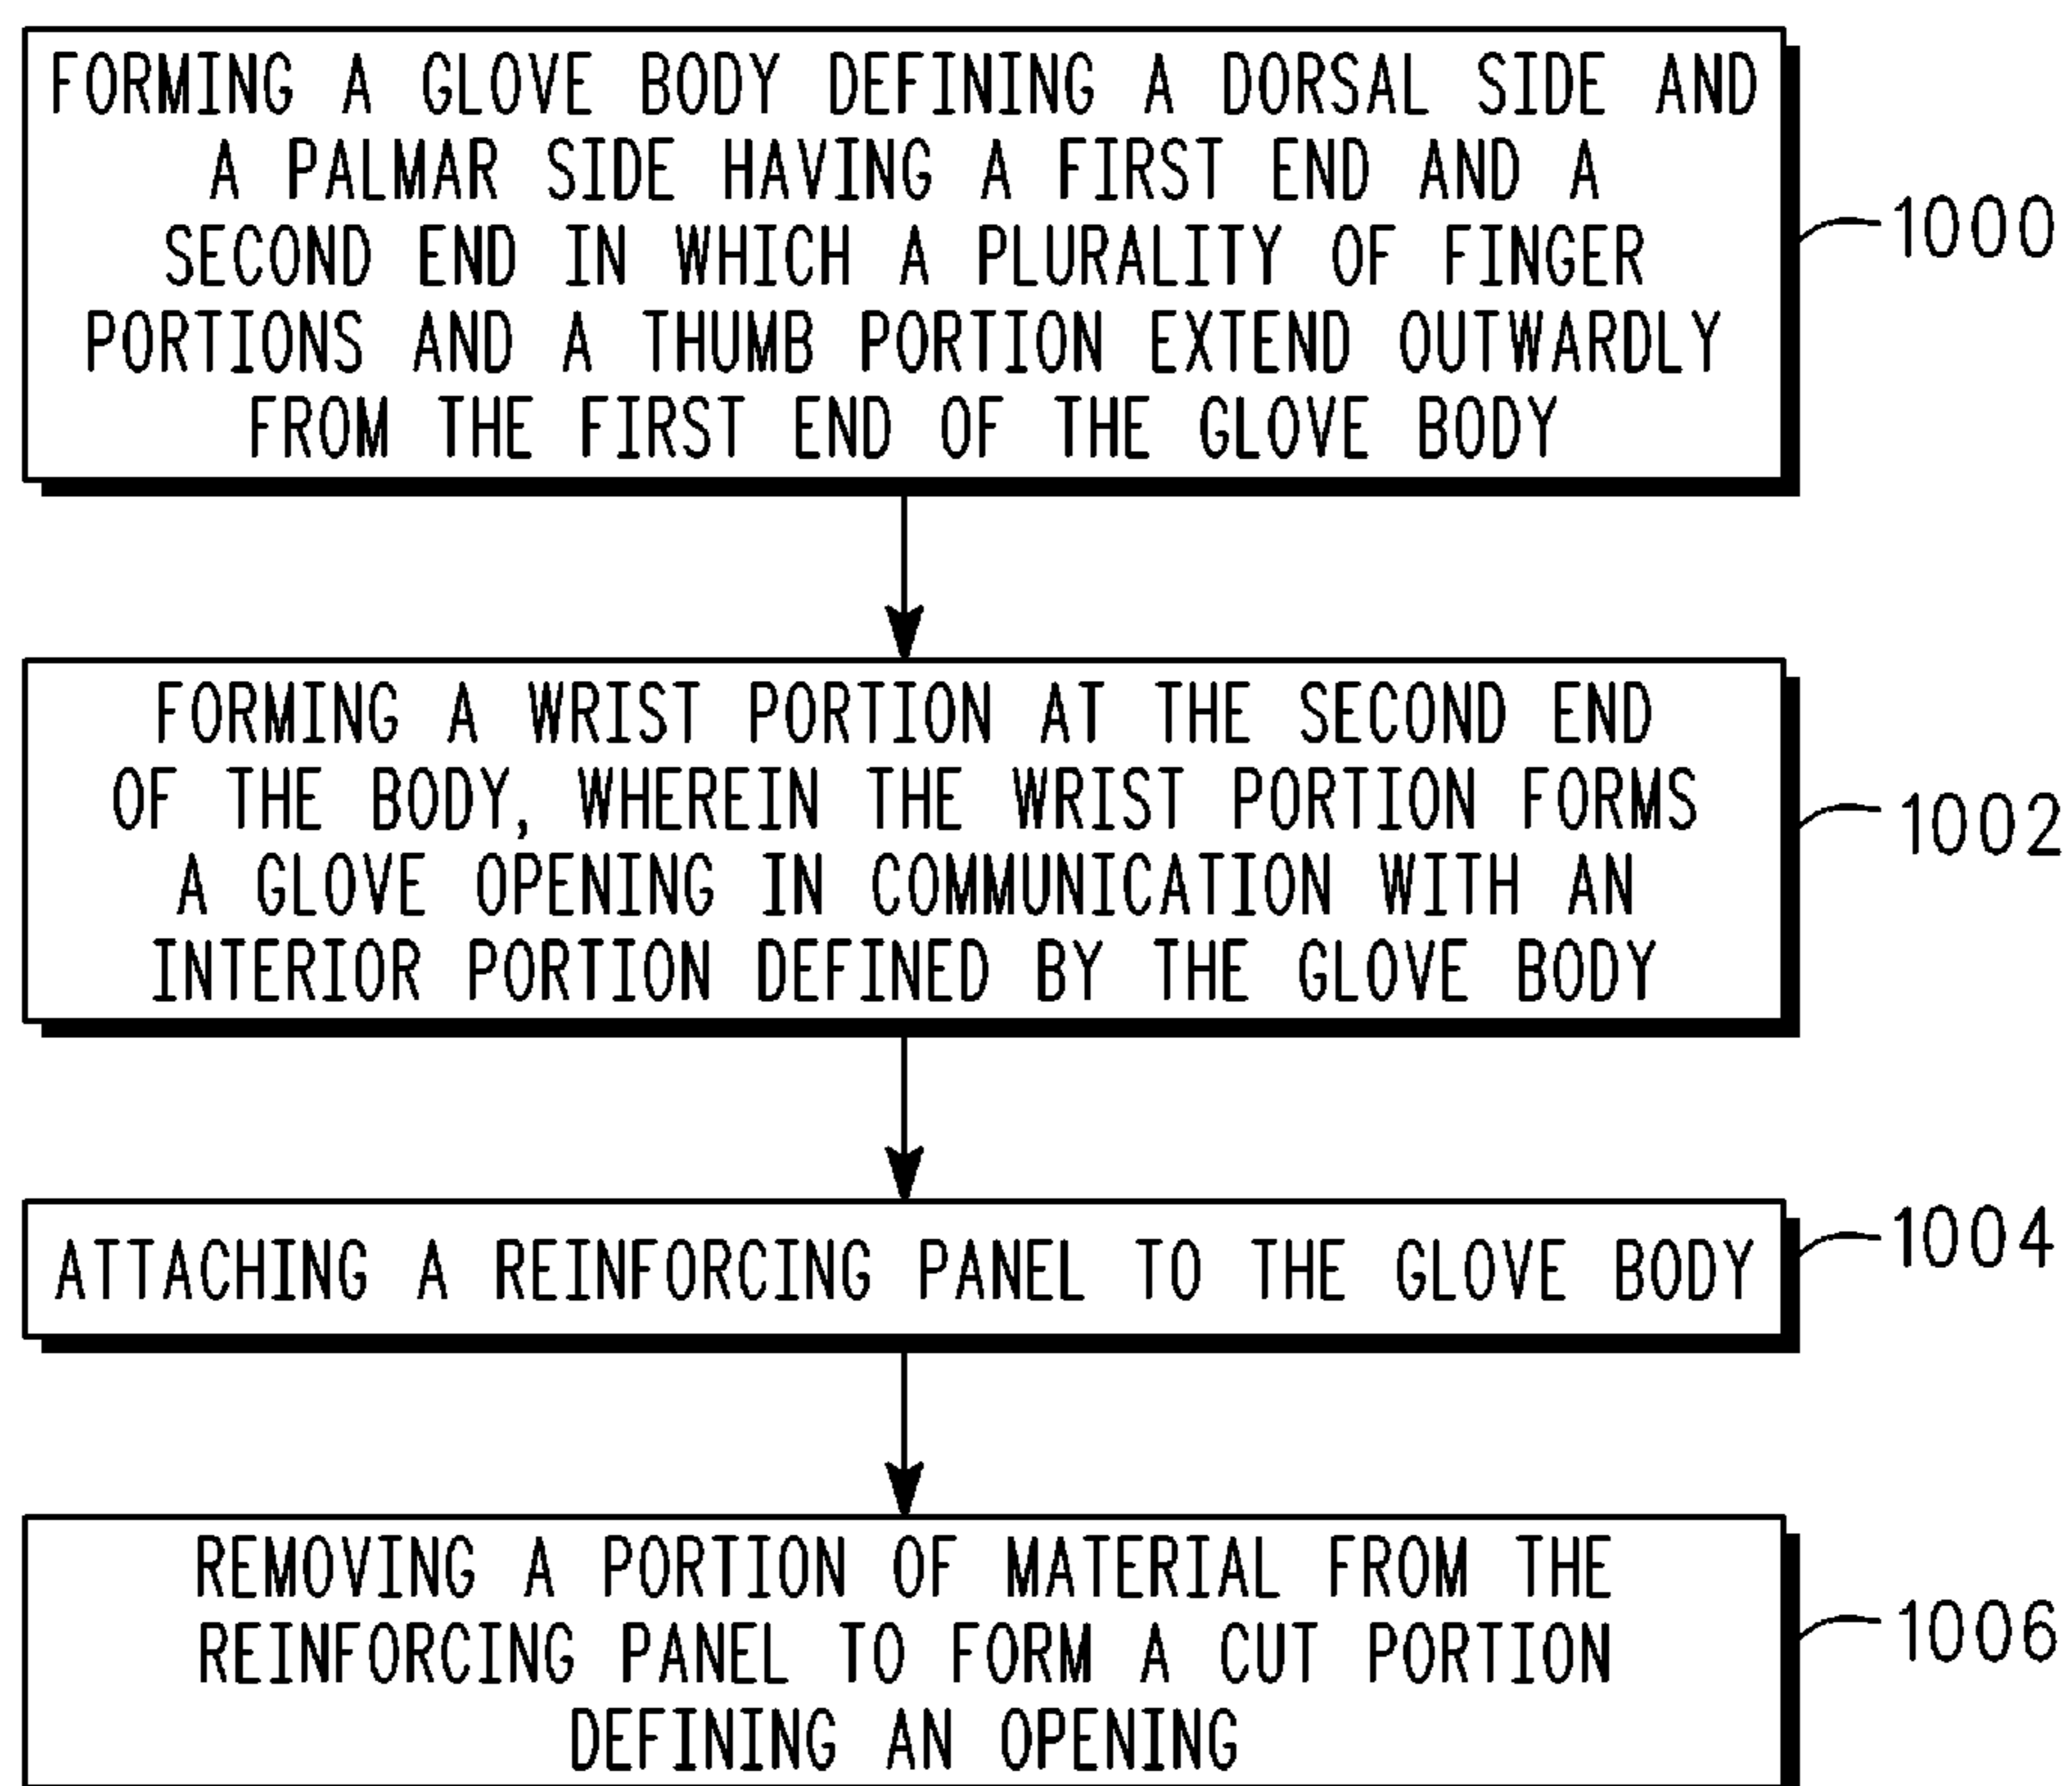 FORMING A GLOVE BODY DEFINING A DORSAL SIDE AND
A PALMAR SIDE HAVING A FIRST END AND A
SECOND END IN WHICH A PLURALITY OF FINGER
PORTIONS AND A THUMB PORTION EXTEND OUTWARDLY
FROM THE FIRST END OF THE GLOVE BODY
1000
FORMING A WRIST PORTION AT THE SECOND END
OF THE BODY, WHEREIN THE WRIST PORTION FORMS
A GLOVE OPENING IN COMMUNICATION WITH AN
INTERIOR PORTION DEFINED BY THE GLOVE BODY
1002
ATTACHING A REINFORCING PANEL TO THE GLOVE BODY
1004
REMOVING A PORTION OF MATERIAL FROM THE
REINFORCING PANEL TO FORM A CUT PORTION
DEFINING AN OPENING
1006